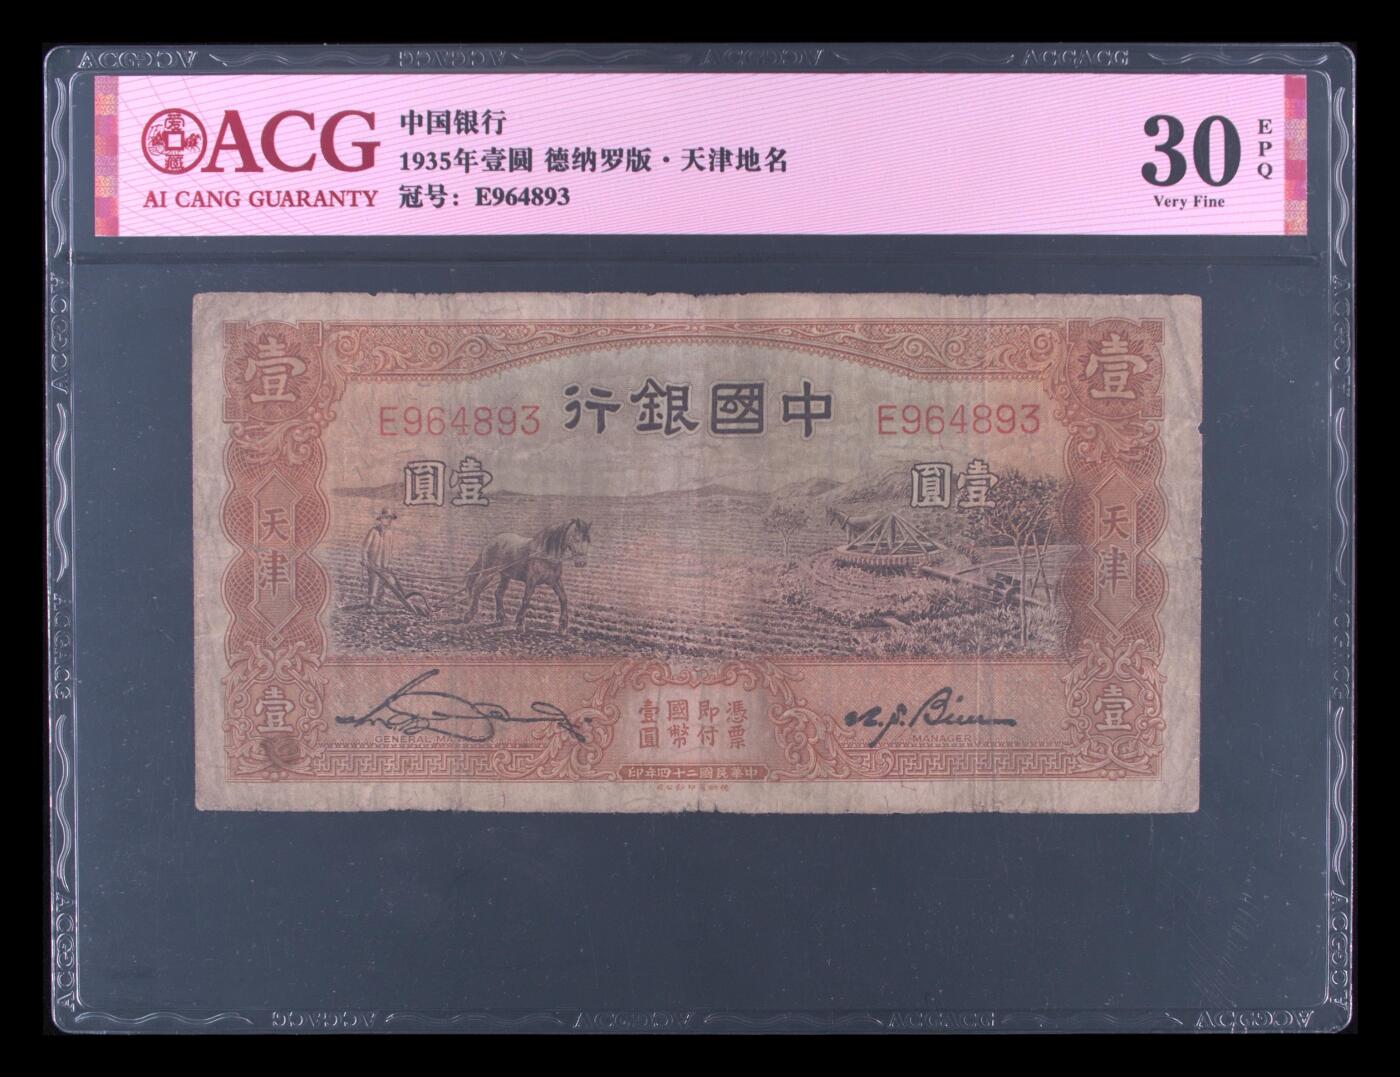 ACG
AI CANG GUARANTY
中国银行
1935年壹圆 德纳罗版·天津地名
冠号：E964893
30
EPQ
Very Fine
壹
壹
行銀國中
E964893
E964893
圓壹
圓壹
天津
天津
壹
壹
GENERAL MANAGER
憑票
即付
國幣
壹圓
MANAGER
印年四十二國民華中